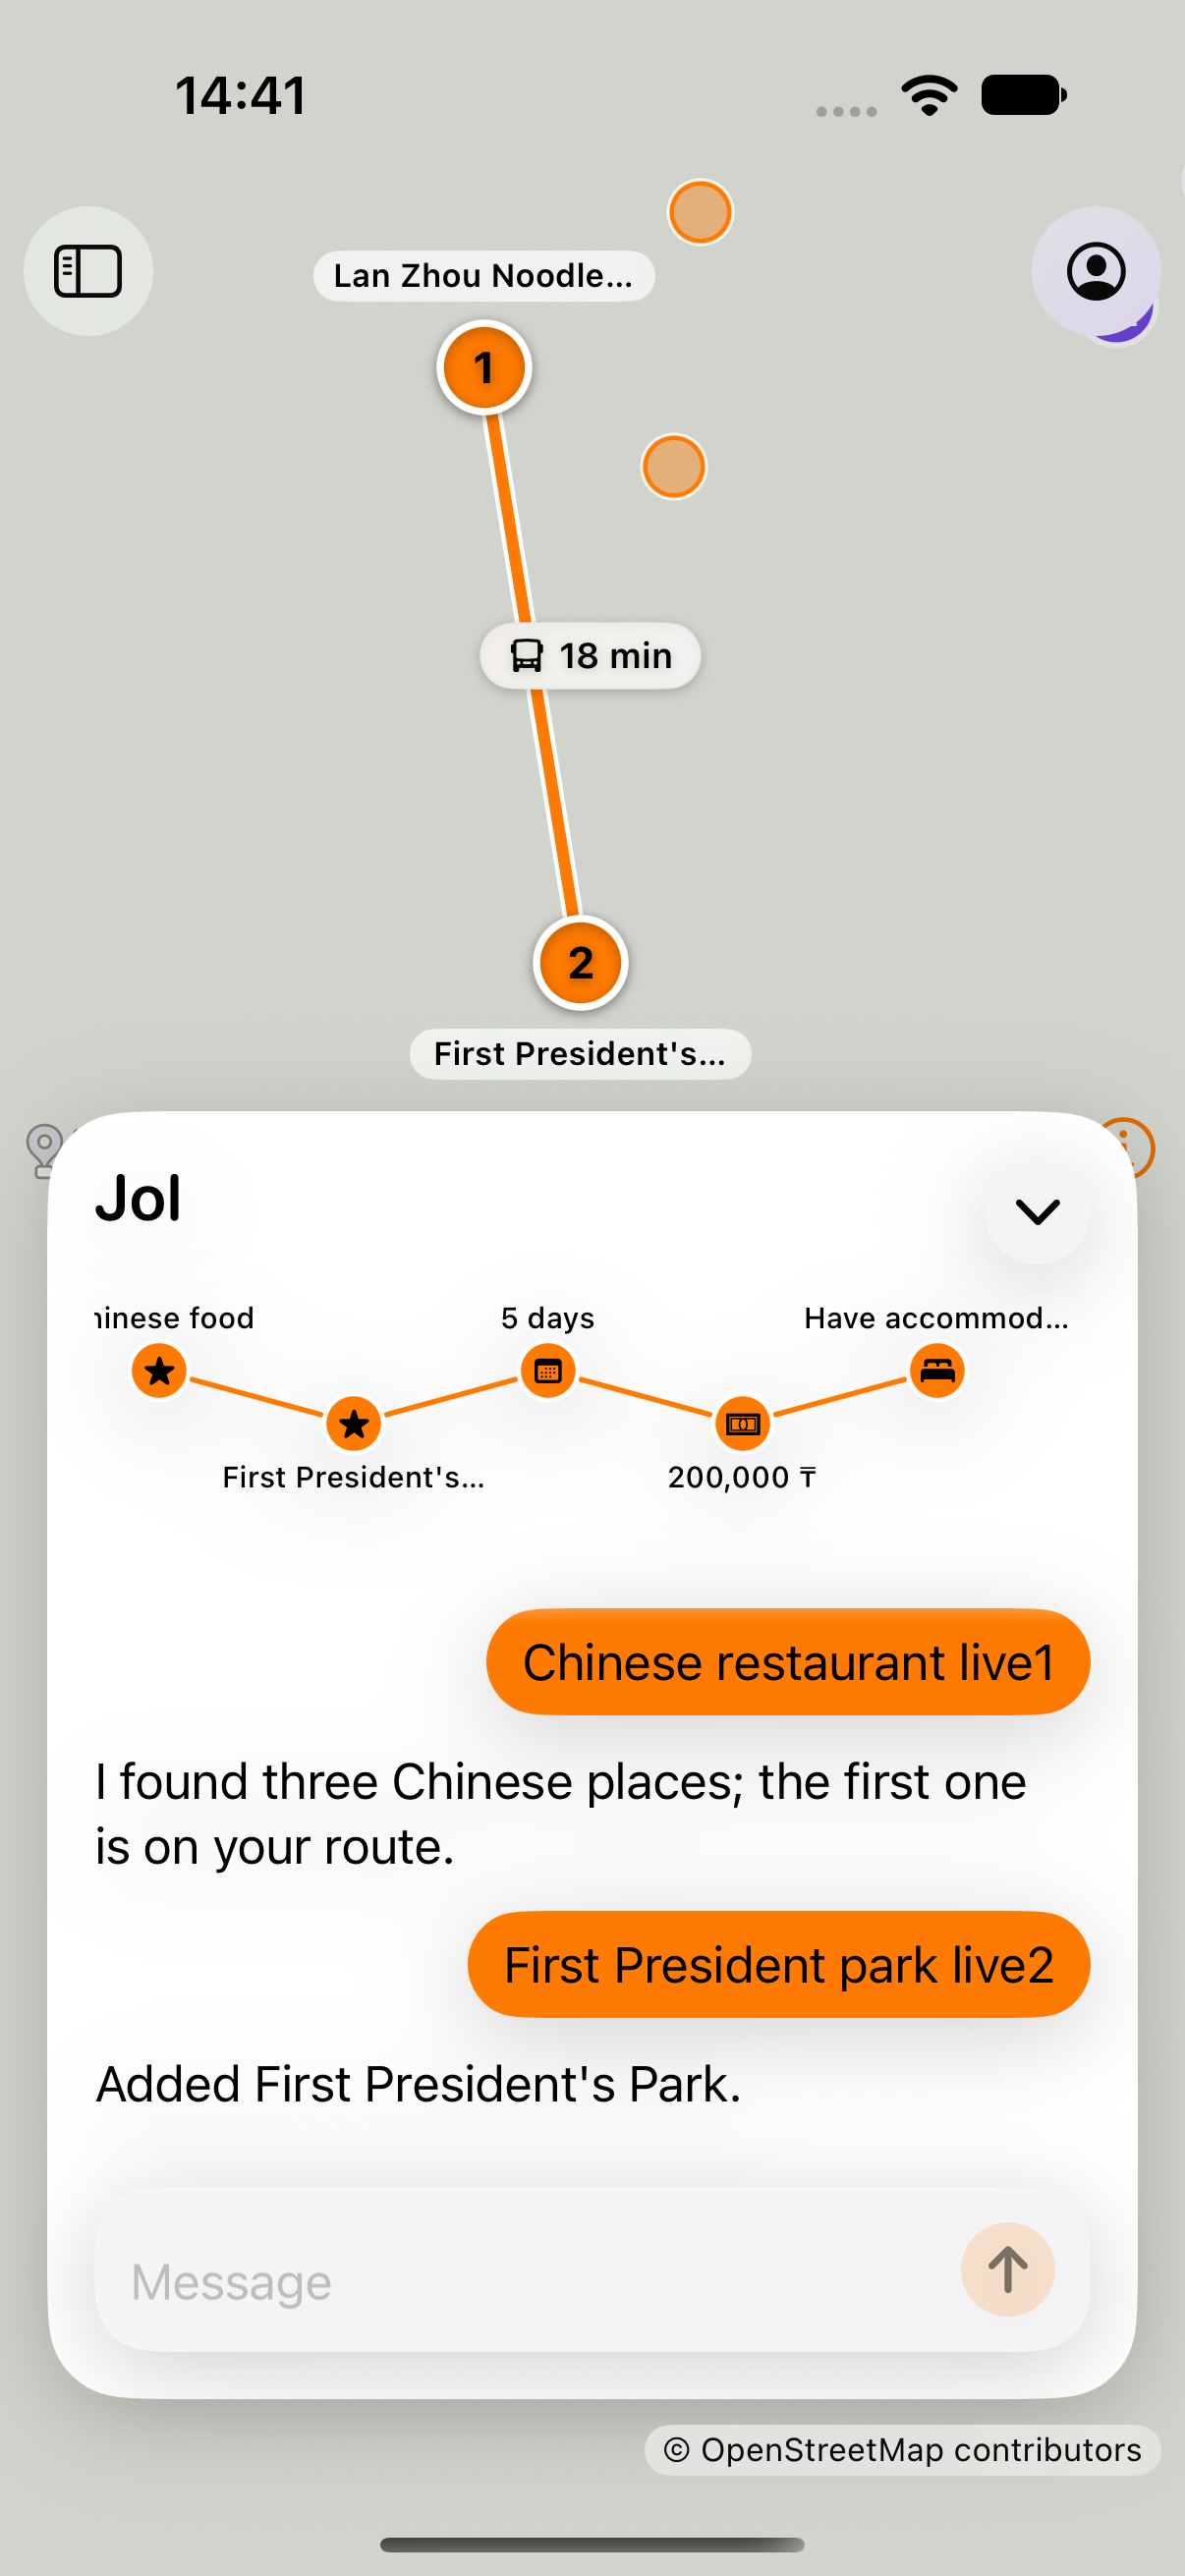 14:41
Lan Zhou Noodle...
1
18 min
2
First President's...
Jol
hinese food
5 days
Have accommod...
First President's...
200,000 ₸
Chinese restaurant live1
I found three Chinese places; the first one
is on your route.
First President park live2
Added First President's Park.
Message
© OpenStreetMap contributors